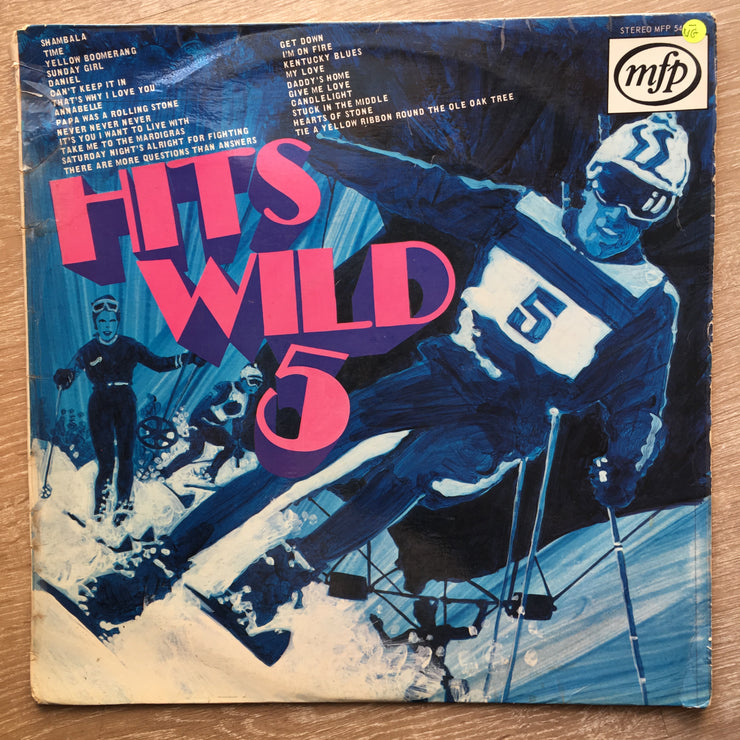 SHAMBALA
TIME
YELLOW BOOMERANG
SUNDAY GIRL
DANIEL
CAN'T KEEP IT IN
THAT'S WHY I LOVE YOU
ANNABELLE
PAPA WAS A ROLLING STONE
NEVER NEVER NEVER
IT'S YOU I WANT TO LIVE WITH
TAKE ME TO THE MARDIGRAS
SATURDAY NIGHT'S ALRIGHT FOR FIGHTING
THERE ARE MORE QUESTIONS THAN ANSWERS
GET DOWN
I'M ON FIRE
KENTUCKY BLUES
MY LOVE
DADDY'S HOME
GIVE ME LOVE
CANDLELIGHT
STUCK IN THE MIDDLE
HEARTS OF STONE
TIE A YELLOW RIBBON ROUND THE OLE OAK TREE
STEREO MFP
VG
mfp
HITS
WILD
5
5